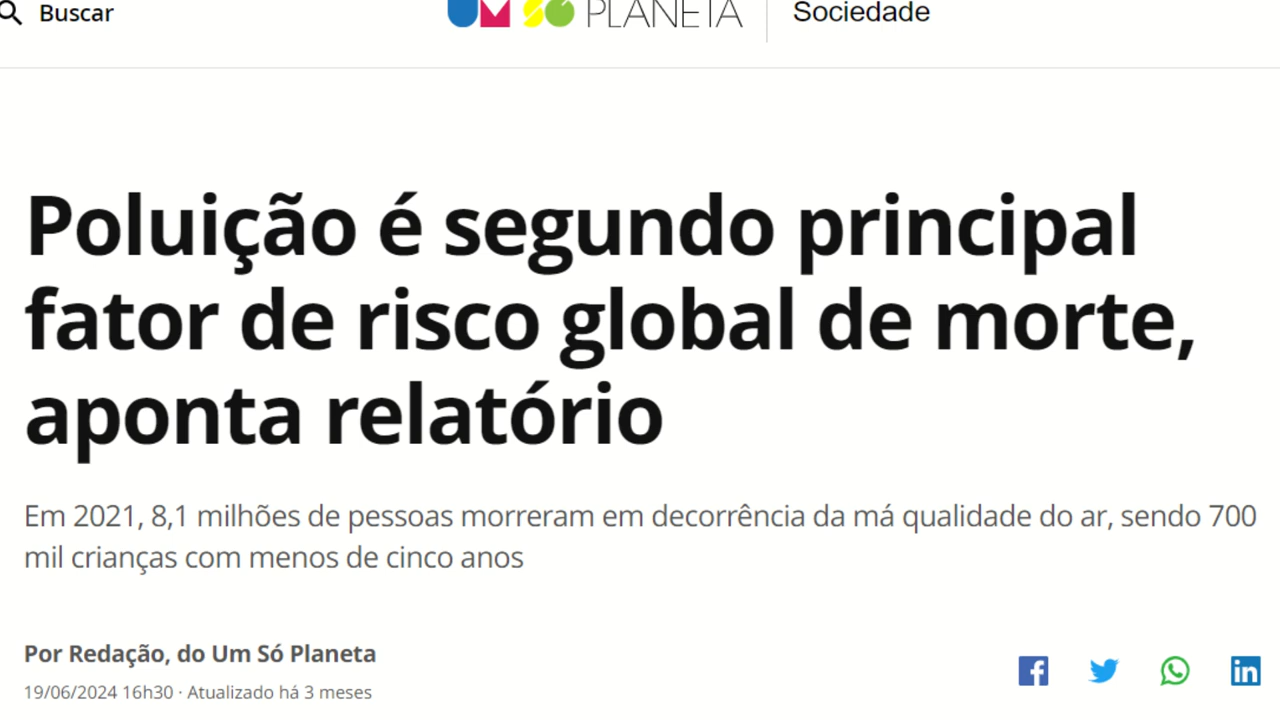 Buscar
UM SÓ PLANETA
Sociedade
Poluição é segundo principal
fator de risco global de morte,
aponta relatório
Em 2021, 8,1 milhões de pessoas morreram em decorrência da má qualidade do ar, sendo 700
mil crianças com menos de cinco anos
Por Redação, do Um Só Planeta
19/06/2024 16h30 · Atualizado há 3 meses